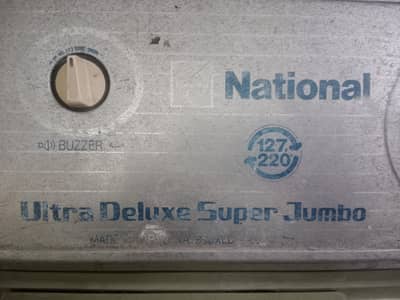 National
BUZZER
127
220
Ultra Deluxe Super Jumbo